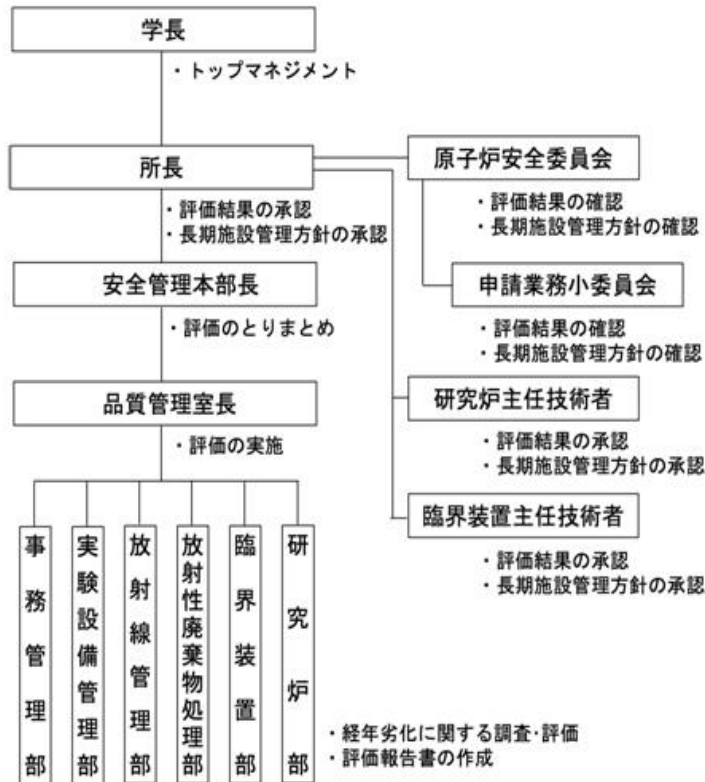 学長
・トップマネジメント
所長
・評価結果の承認
・長期施設管理方針の承認
原子炉安全委員会
・評価結果の確認
・長期施設管理方針の確認
安全管理本部長
・評価のとりまとめ
申請業務小委員会
・評価結果の確認
・長期施設管理方針の確認
品質管理室長
・評価の実施
研究炉主任技術者
・評価結果の承認
・長期施設管理方針の承認
臨界装置主任技術者
・評価結果の承認
・長期施設管理方針の承認
事務管理部
実験設備管理部
放射線管理部
放射性廃棄物処理部
臨界装置部
研究炉部
・経年劣化に関する調査・評価
・評価報告書の作成